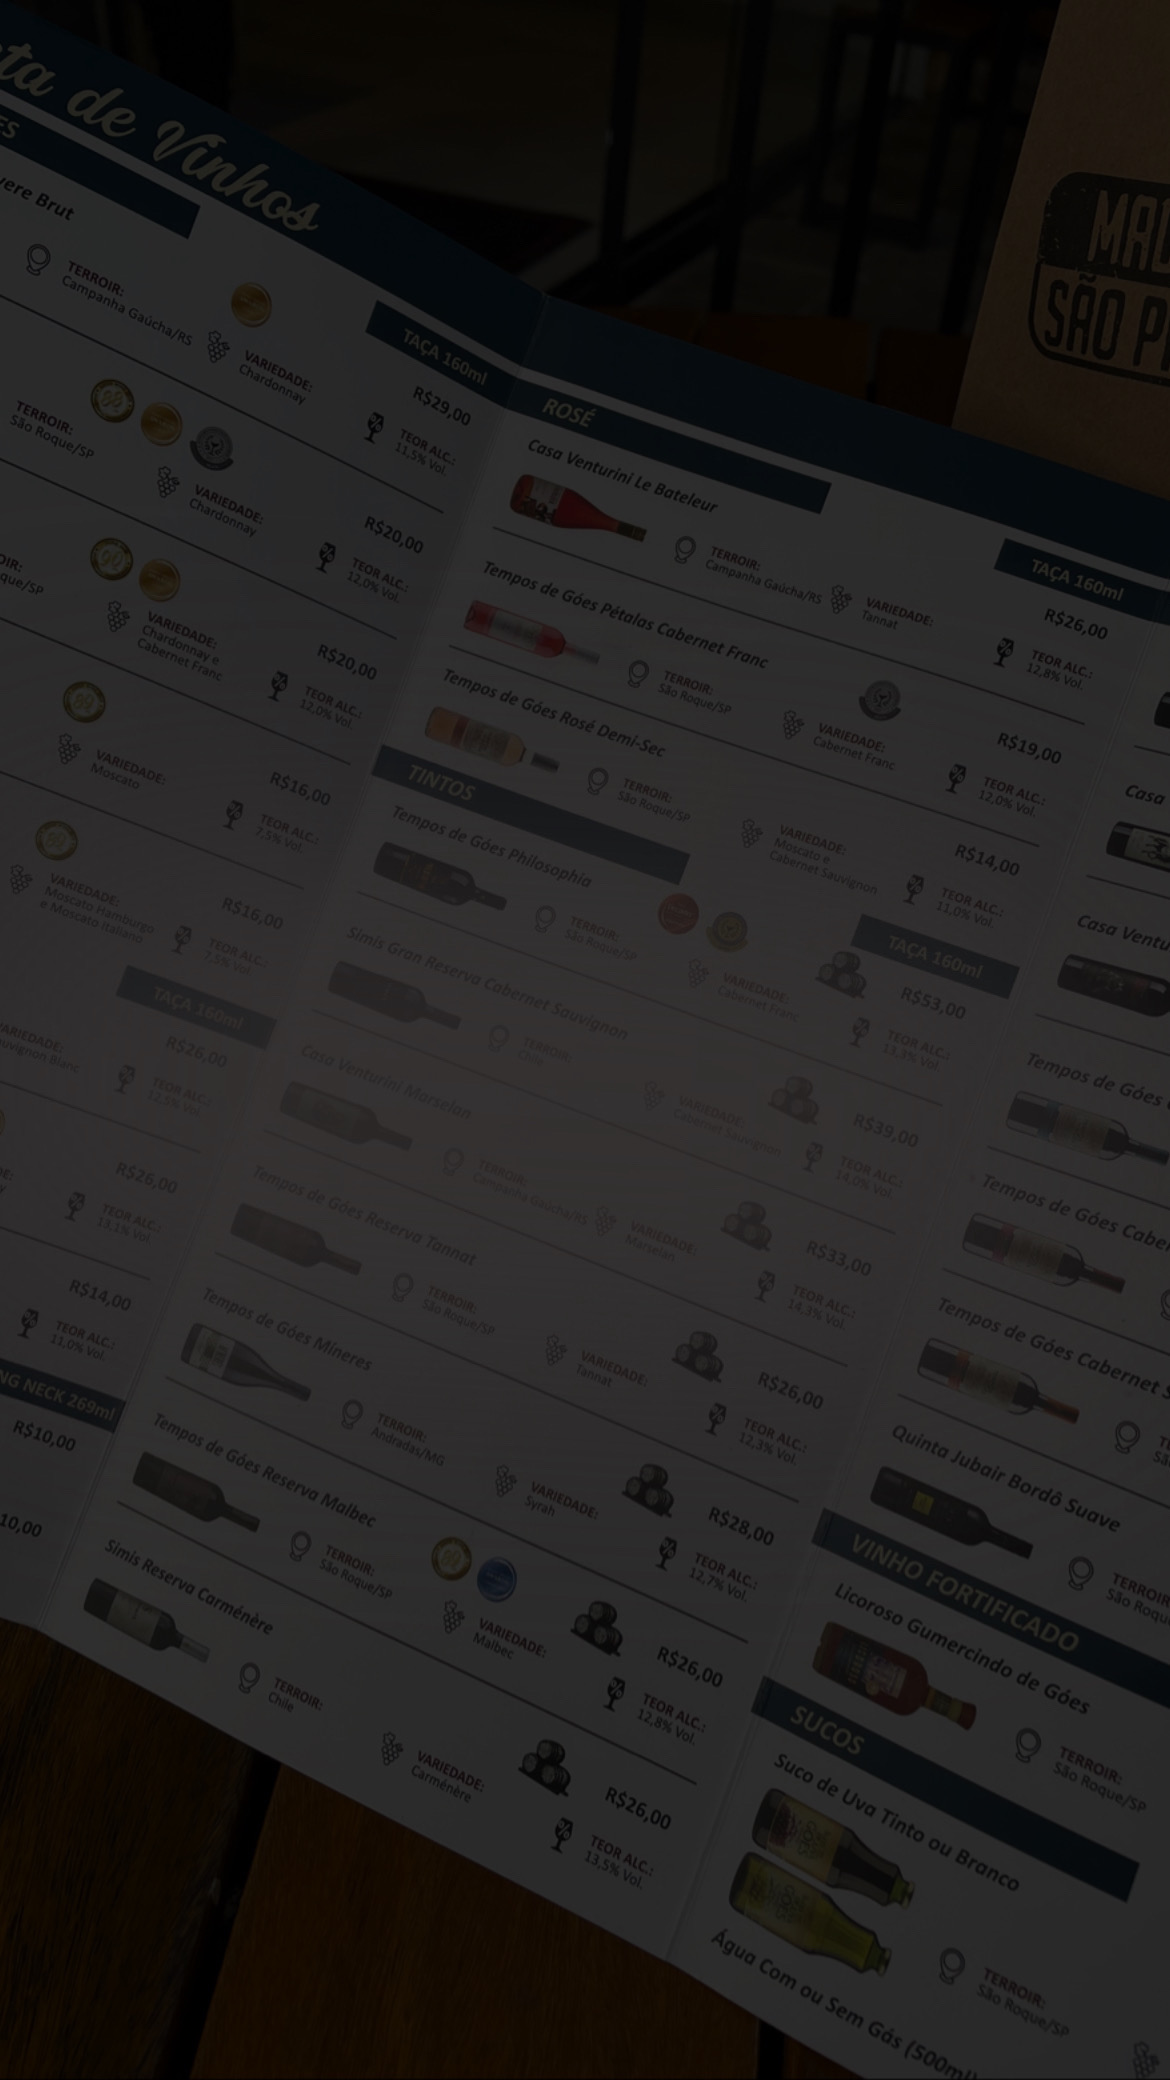 ta de Vinhos
ES
vere Brut
TERROIR:
Campanha Gaúcha/RS
VARIEDADE:
Chardonnay
TAÇA 160ml
R$29,00
TEOR ALC.:
11,5% Vol.
TERROIR:
São Roque/SP
VARIEDADE:
Chardonnay
R$20,00
TEOR ALC.:
12,0% Vol.
OIR:
que/SP
VARIEDADE:
Chardonnay e
Cabernet Franc
R$20,00
TEOR ALC.:
12,0% Vol.
VARIEDADE:
Moscato
R$16,00
TEOR ALC.:
7,5% Vol.
VARIEDADE:
Moscato Hamburgo
e Moscato Italiano
R$16,00
TEOR ALC.:
7,5% Vol.
TAÇA 160ml
VARIEDADE:
uvignon Blanc
R$26,00
TEOR ALC.:
12,5% Vol.
DE:
y
R$26,00
TEOR ALC.:
13,1% Vol.
R$14,00
TEOR ALC.:
11,0% Vol.
NG NECK 269ml
R$10,00
10,00
ROSÉ
TAÇA 160ml
Casa Venturini Le Bateleur
TERROIR:
Campanha Gaúcha/RS
VARIEDADE:
Tannat
R$26,00
TEOR ALC.:
12,8% Vol.
Tempos de Góes Pétalas Cabernet Franc
TERROIR:
São Roque/SP
VARIEDADE:
Cabernet Franc
R$19,00
TEOR ALC.:
12,0% Vol.
Tempos de Góes Rosé Demi-Sec
TERROIR:
São Roque/SP
VARIEDADE:
Moscato e
Cabernet Sauvignon
R$14,00
TEOR ALC.:
11,0% Vol.
TINTOS
TAÇA 160ml
Tempos de Góes Philosophia
TERROIR:
São Roque/SP
VARIEDADE:
Cabernet Franc
R$53,00
TEOR ALC.:
13,3% Vol.
Simis Gran Reserva Cabernet Sauvignon
TERROIR:
Chile
VARIEDADE:
Cabernet Sauvignon
R$39,00
TEOR ALC.:
14,0% Vol.
Casa Venturini Marselan
TERROIR:
Campanha Gaúcha/RS
VARIEDADE:
Marselan
R$33,00
TEOR ALC.:
14,3% Vol.
Tempos de Góes Reserva Tannat
TERROIR:
São Roque/SP
VARIEDADE:
Tannat
R$26,00
TEOR ALC.:
12,3% Vol.
Tempos de Góes Míneres
TERROIR:
Andradas/MG
VARIEDADE:
Syrah
R$28,00
TEOR ALC.:
12,7% Vol.
Tempos de Góes Reserva Malbec
TERROIR:
São Roque/SP
VARIEDADE:
Malbec
R$26,00
TEOR ALC.:
12,8% Vol.
Simis Reserva Carménère
TERROIR:
Chile
VARIEDADE:
Carménère
R$26,00
TEOR ALC.:
13,5% Vol.
Casa
Casa Ventu
Tempos de Góes
Tempos de Góes Caber
Tempos de Góes Cabernet S
Quinta Jubair Bordô Suave
TERROIR
São Roqu
VINHO FORTIFICADO
Licoroso Gumercindo de Góes
TERROIR:
São Roque/SP
SUCOS
Suco de Uva Tinto ou Branco
TERROIR:
São Roque/SP
Água Com ou Sem Gás (500ml)
MAD
SÃO P